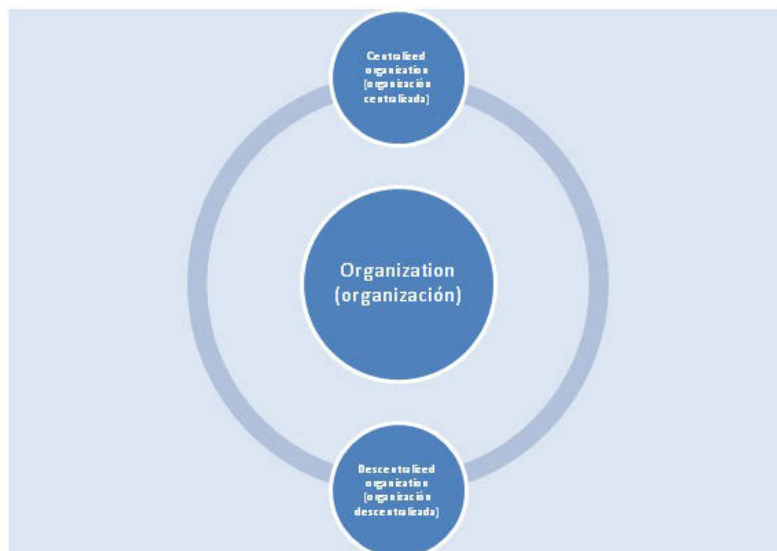 Centralized
organization
(organización
centralizada)
Organization
(organización)
Descentralized
organization
(organización
descentralizada)